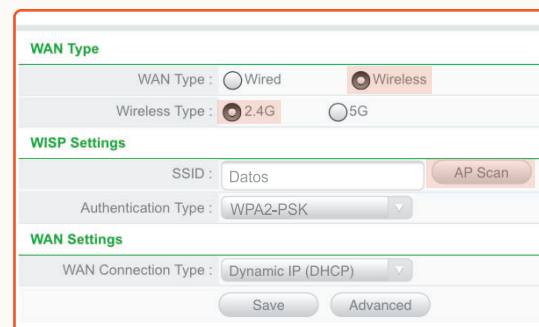 WAN Type
WAN Type : Wired Wireless
Wireless Type : 2.4G 5G
WISP Settings
SSID : Datos AP Scan
Authentication Type : WPA2-PSK
WAN Settings
WAN Connection Type : Dynamic IP (DHCP)
Save Advanced